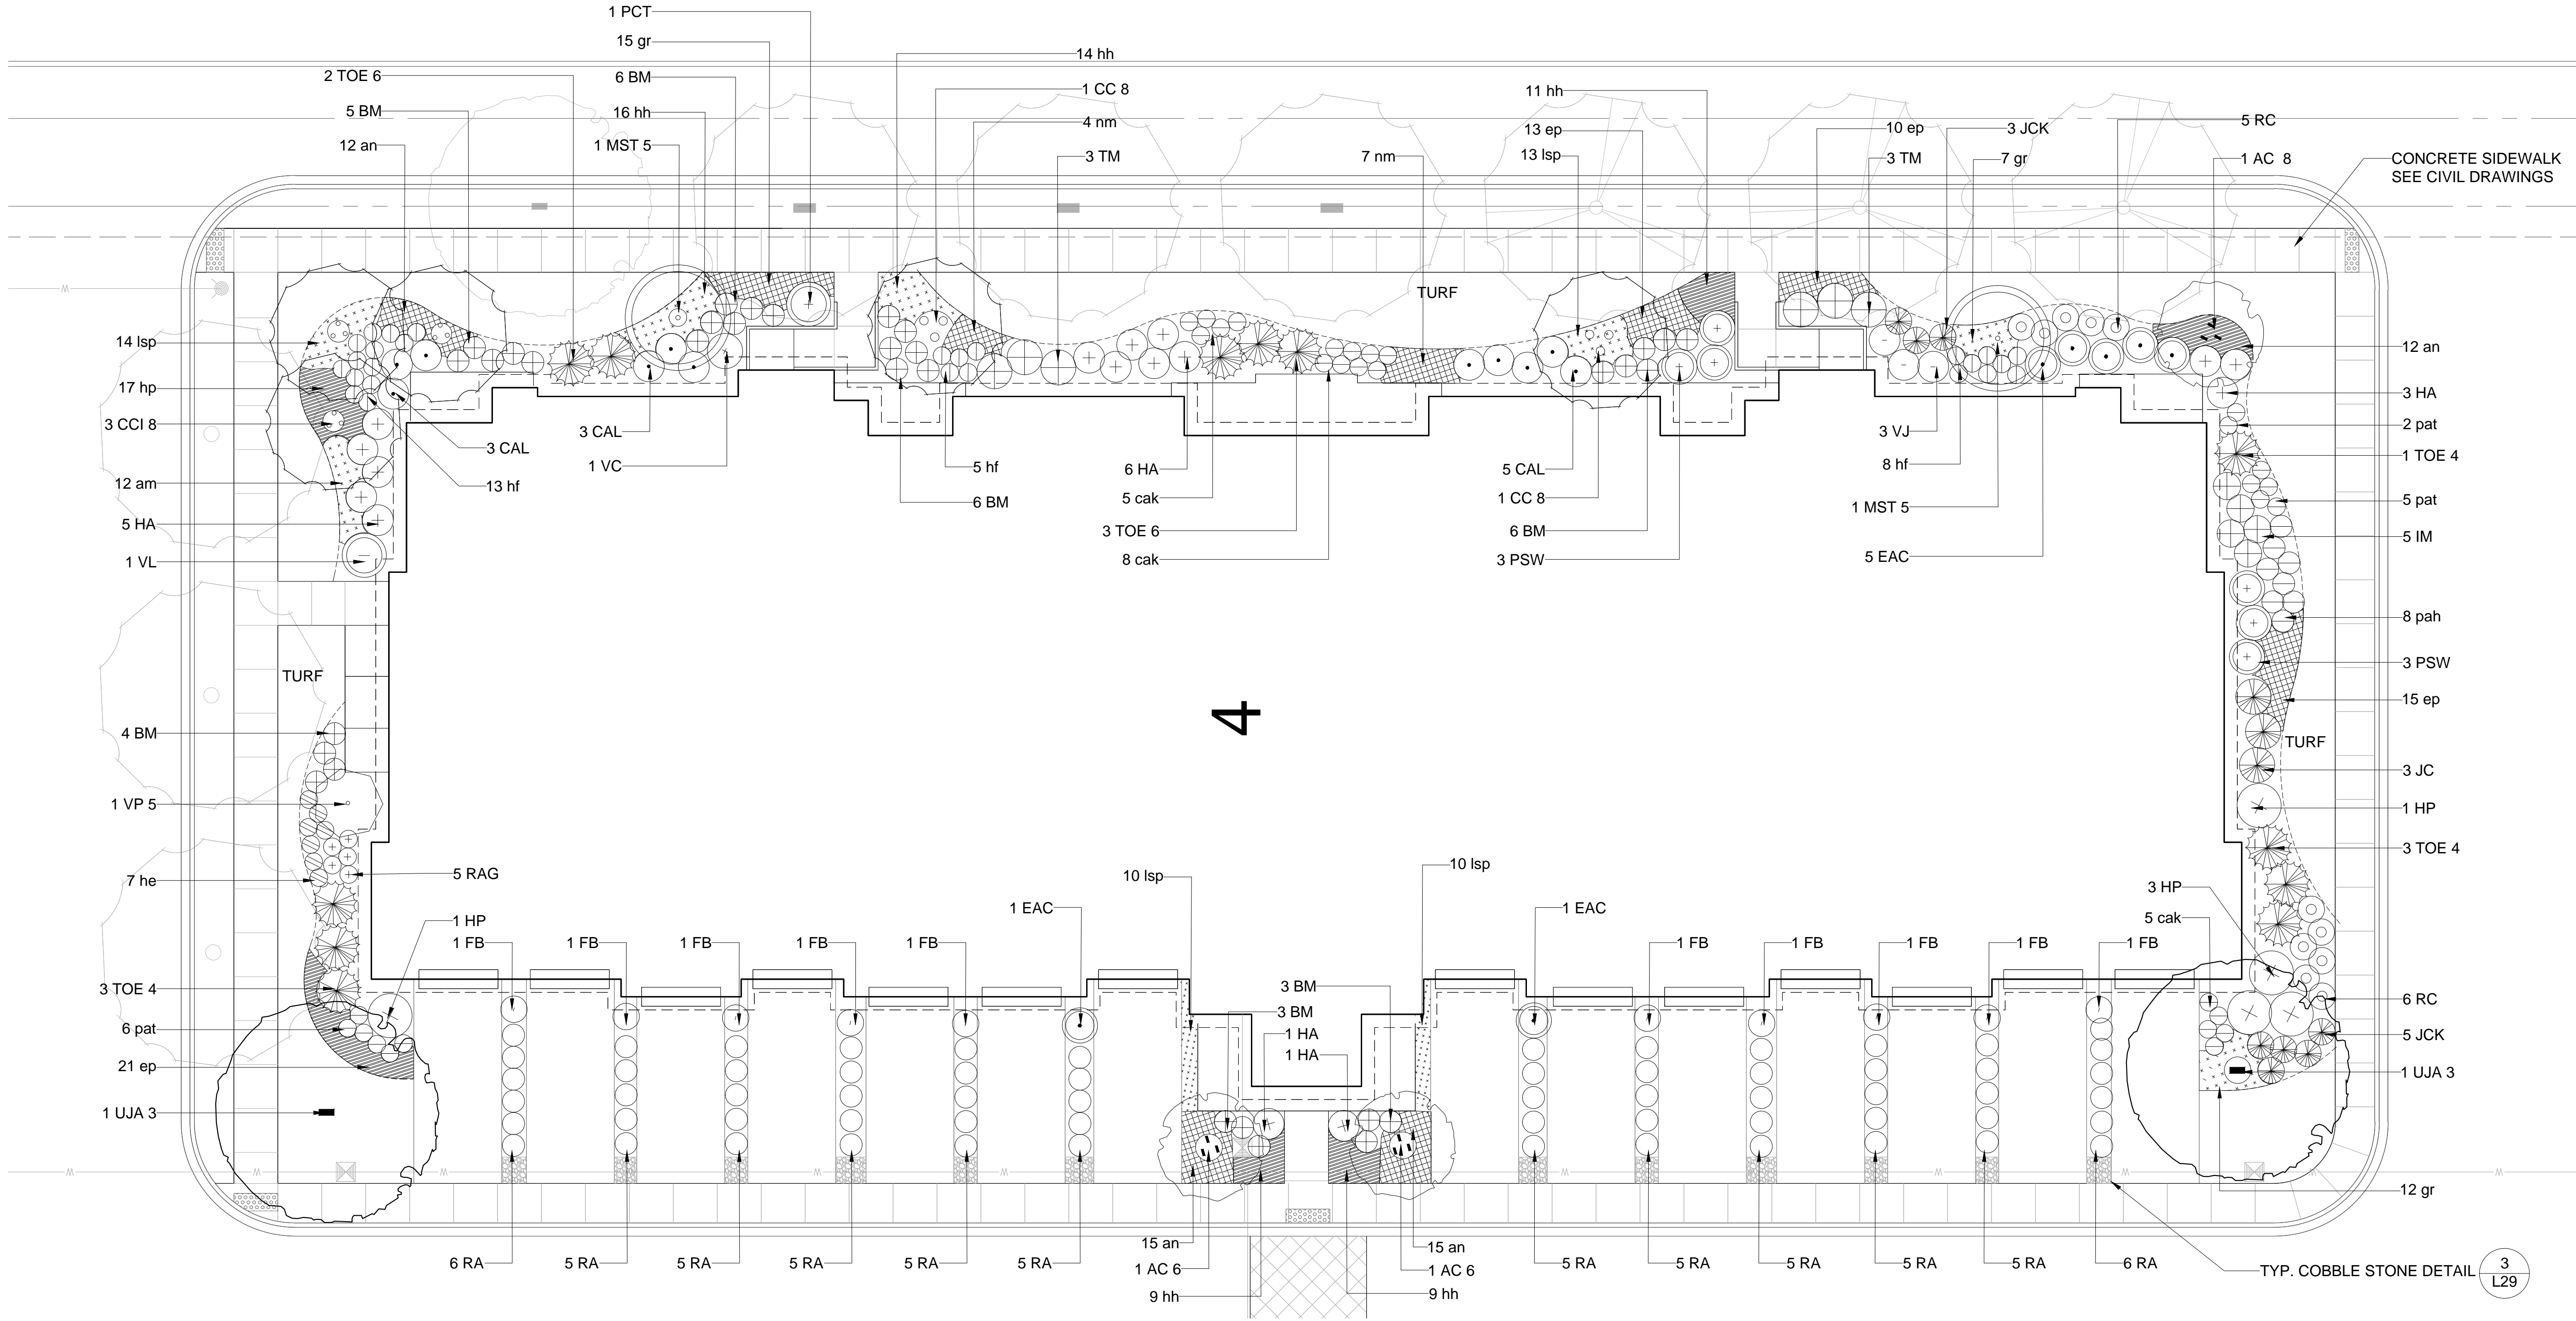 1 PCT
15 gr
14 hh
2 TOE 6
6 BM
1 CC 8
11 hh
5 BM
16 hh
4 nm
13 ep
10 ep
3 JCK
5 RC
12 an
1 MST 5
3 TM
7 nm
13 lsp
3 TM
7 gr
1 AC 8
CONCRETE SIDEWALK
SEE CIVIL DRAWINGS
TURF
14 lsp
12 an
17 hp
3 HA
3 CCI 8
3 CAL
3 CAL
1 VC
5 hf
6 HA
5 CAL
3 VJ
2 pat
8 hf
1 TOE 4
12 am
13 hf
6 BM
5 cak
1 CC 8
1 MST 5
5 pat
5 HA
3 TOE 6
6 BM
5 IM
1 VL
8 cak
3 PSW
5 EAC
8 pah
TURF
3 PSW
15 ep
4 BM
4
TURF
3 JC
1 VP 5
1 HP
3 TOE 4
7 he
5 RAG
10 lsp
10 lsp
3 HP
1 HP
1 EAC
1 EAC
5 cak
1 FB
1 FB
1 FB
1 FB
1 FB
1 FB
1 FB
1 FB
1 FB
1 FB
3 TOE 4
3 BM
6 RC
3 BM
6 pat
1 HA
5 JCK
1 HA
21 ep
1 UJA 3
1 UJA 3
12 gr
15 an
15 an
6 RA
5 RA
5 RA
5 RA
5 RA
5 RA
1 AC 6
1 AC 6
5 RA
5 RA
5 RA
5 RA
5 RA
6 RA
TYP. COBBLE STONE DETAIL
3
L29
9 hh
9 hh